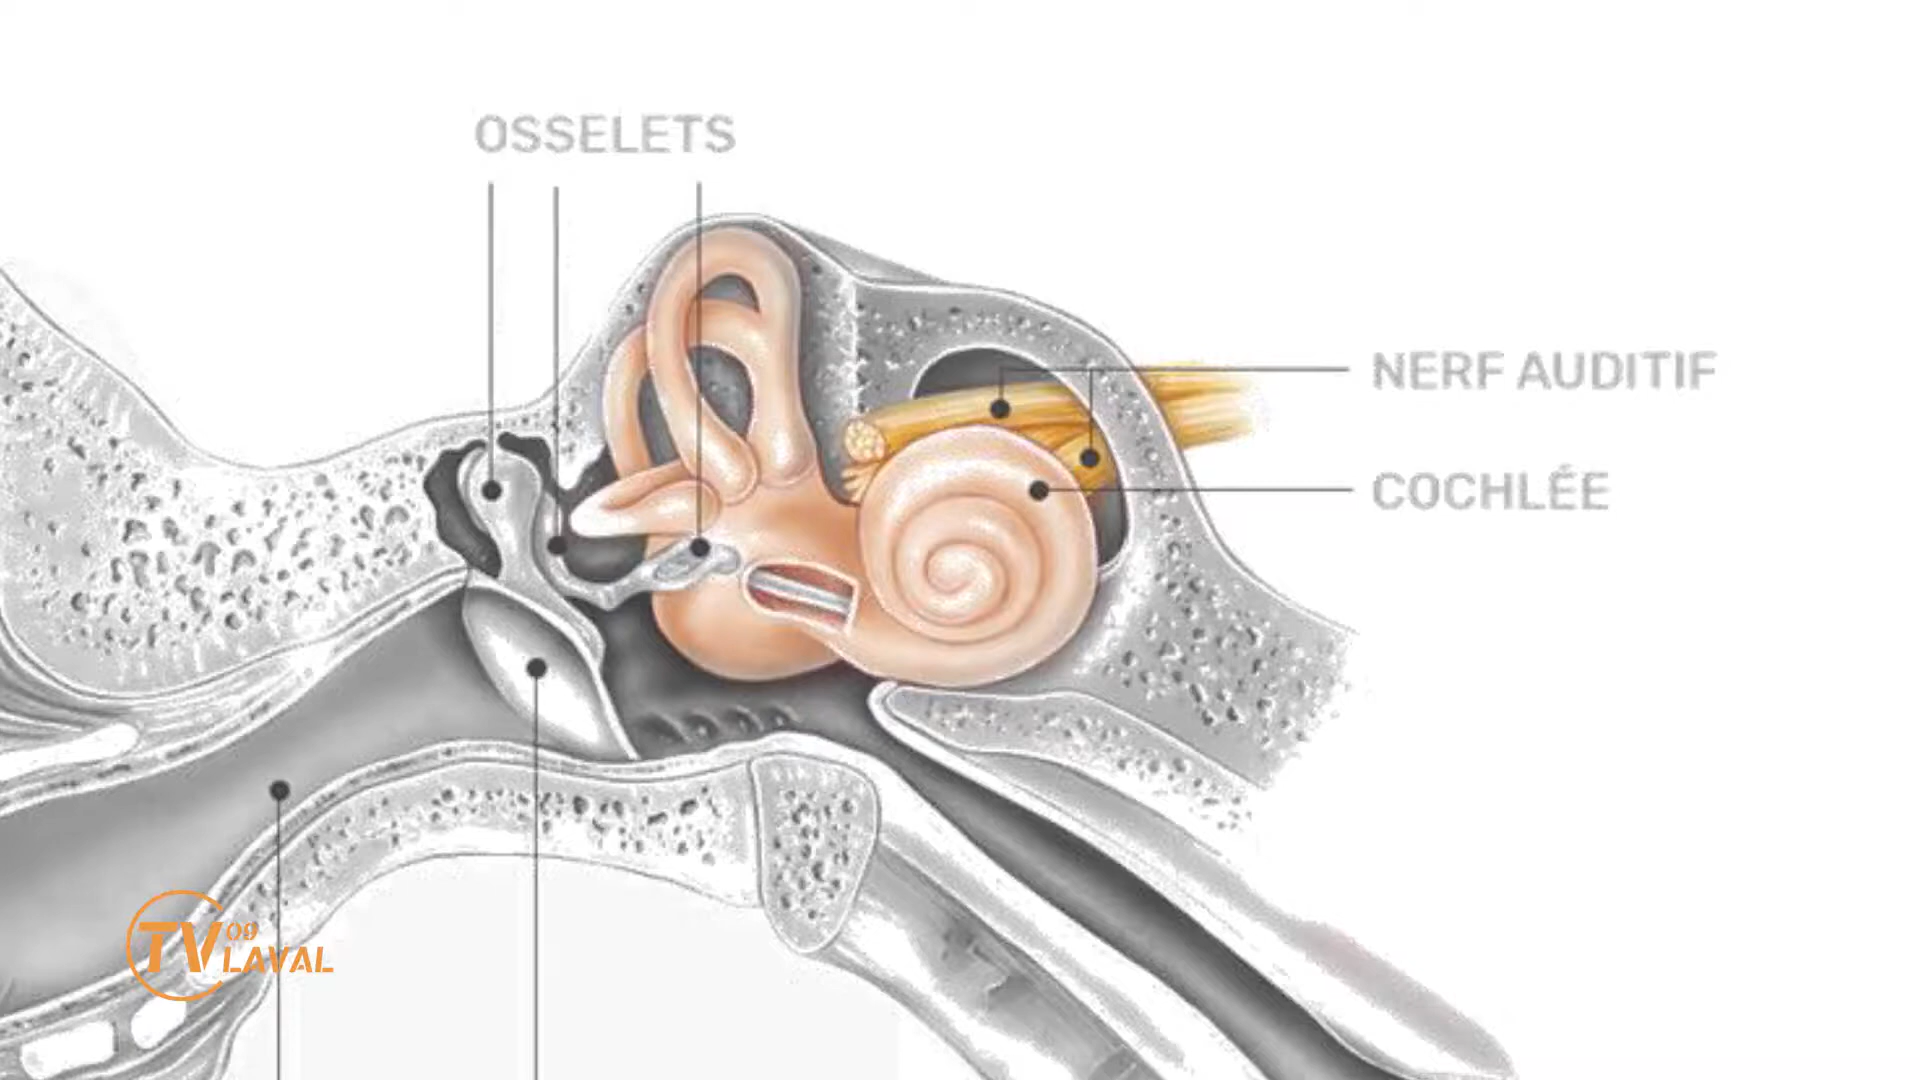 OSSELETS
NERF AUDITIF
COCHLÉE
TV 09
LAVAL